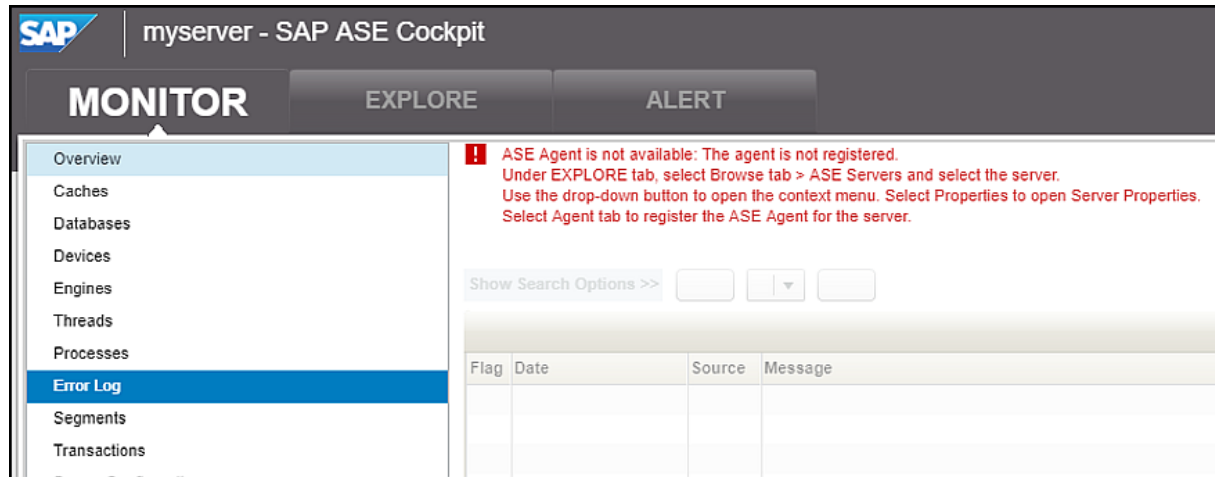 SAP myserver - SAP ASE Cockpit
MONITOR EXPLORE ALERT
Overview
Caches
Databases
Devices
Engines
Threads
Processes
Error Log
Segments
Transactions
! ASE Agent is not available: The agent is not registered.
Under EXPLORE tab, select Browse tab > ASE Servers and select the server.
Use the drop-down button to open the context menu. Select Properties to open Server Properties.
Select Agent tab to register the ASE Agent for the server.
Show Search Options >>
Flag Date Source Message